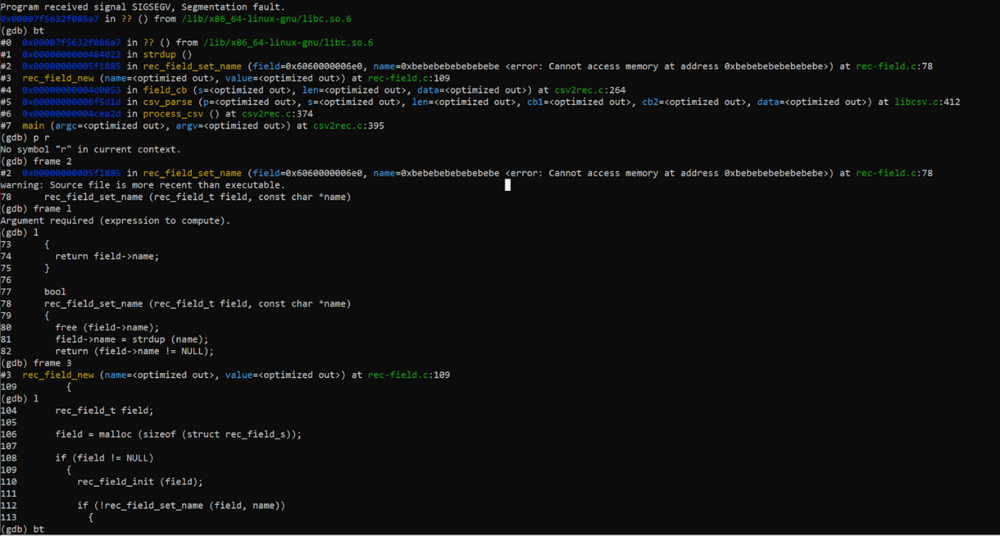 Program received signal SIGSEGV, Segmentation fault.
0x00007f5632f086a7 in ?? () from /lib/x86_64-linux-gnu/libc.so.6
(gdb) bt
#0  0x00007f5632f086a7 in ?? () from /lib/x86_64-linux-gnu/libc.so.6
#1  0x0000000000484023 in strdup ()
#2  0x00000000005f1885 in rec_field_set_name (field=0x6060000006e0, name=0xbebebebebebebebe <error: Cannot access memory at address 0xbebebebebebebebe>) at rec-field.c:78
#3  rec_field_new (name=<optimized out>, value=<optimized out>) at rec-field.c:109
#4  0x00000000004d0053 in field_cb (s=<optimized out>, len=<optimized out>, data=<optimized out>) at csv2rec.c:264
#5  0x00000000006f5d1d in csv_parse (p=<optimized out>, s=<optimized out>, len=<optimized out>, cb1=<optimized out>, cb2=<optimized out>, data=<optimized out>) at libcsv.c:412
#6  0x00000000004cea2d in process_csv () at csv2rec.c:374
#7  main (argc=<optimized out>, argv=<optimized out>) at csv2rec.c:395
(gdb) p r
No symbol "r" in current context.
(gdb) frame 2
#2  0x00000000005f1885 in rec_field_set_name (field=0x6060000006e0, name=0xbebebebebebebebe <error: Cannot access memory at address 0xbebebebebebebebe>) at rec-field.c:78
warning: Source file is more recent than executable.
78      rec_field_set_name (rec_field_t field, const char *name)
(gdb) frame l
Argument required (expression to compute).
(gdb) l
73      {
74        return field->name;
75      }
76
77      bool
78      rec_field_set_name (rec_field_t field, const char *name)
79      {
80        free (field->name);
81        field->name = strdup (name);
82        return (field->name != NULL);
(gdb) frame 3
#3  rec_field_new (name=<optimized out>, value=<optimized out>) at rec-field.c:109
109         {
(gdb) l
104       rec_field_t field;
105
106       field = malloc (sizeof (struct rec_field_s));
107
108       if (field != NULL)
109         {
110           rec_field_init (field);
111
112           if (!rec_field_set_name (field, name))
113             {
(gdb) bt